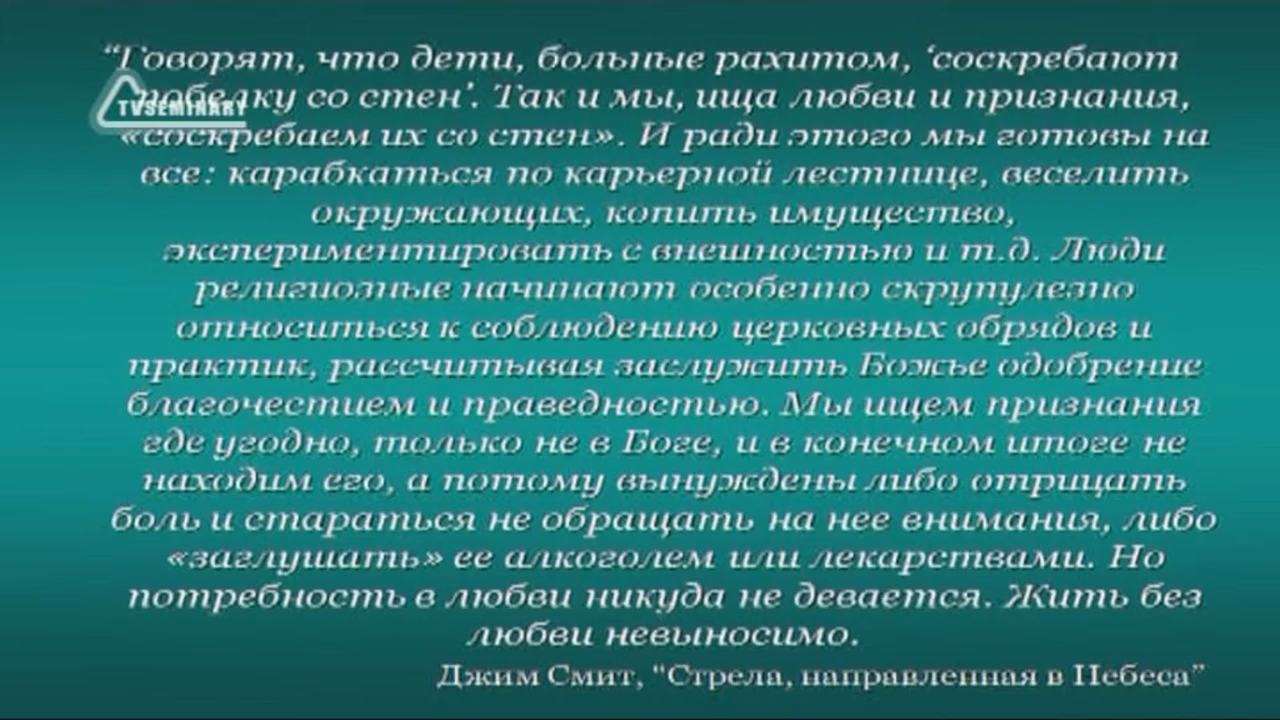 “Говорят, что дети, больные рахитом, ‘соскребают
побелку со стен’. Так и мы, ища любви и признания,
«соскребаем их со стен». И ради этого мы готовы на
все: карабкаться по карьерной лестнице, веселить
окружающих, копить имущество,
экспериментировать с внешностью и т.д. Люди
религиозные начинают особенно скрупулезно
относиться к соблюдению церковных обрядов и
практик, рассчитывая заслужить Божье одобрение
благочестием и праведностью. Мы ищем признания
где угодно, только не в Боге, и в конечном итоге не
находим его, а потому вынуждены либо отрицать
боль и стараться не обращать на нее внимания, либо
«заглушать» ее алкоголем или лекарствами. Но
потребность в любви никуда не девается. Жить без
любви невыносимо.
Джим Смит, “Стрела, направленная в Небеса”
TVSEMINARY